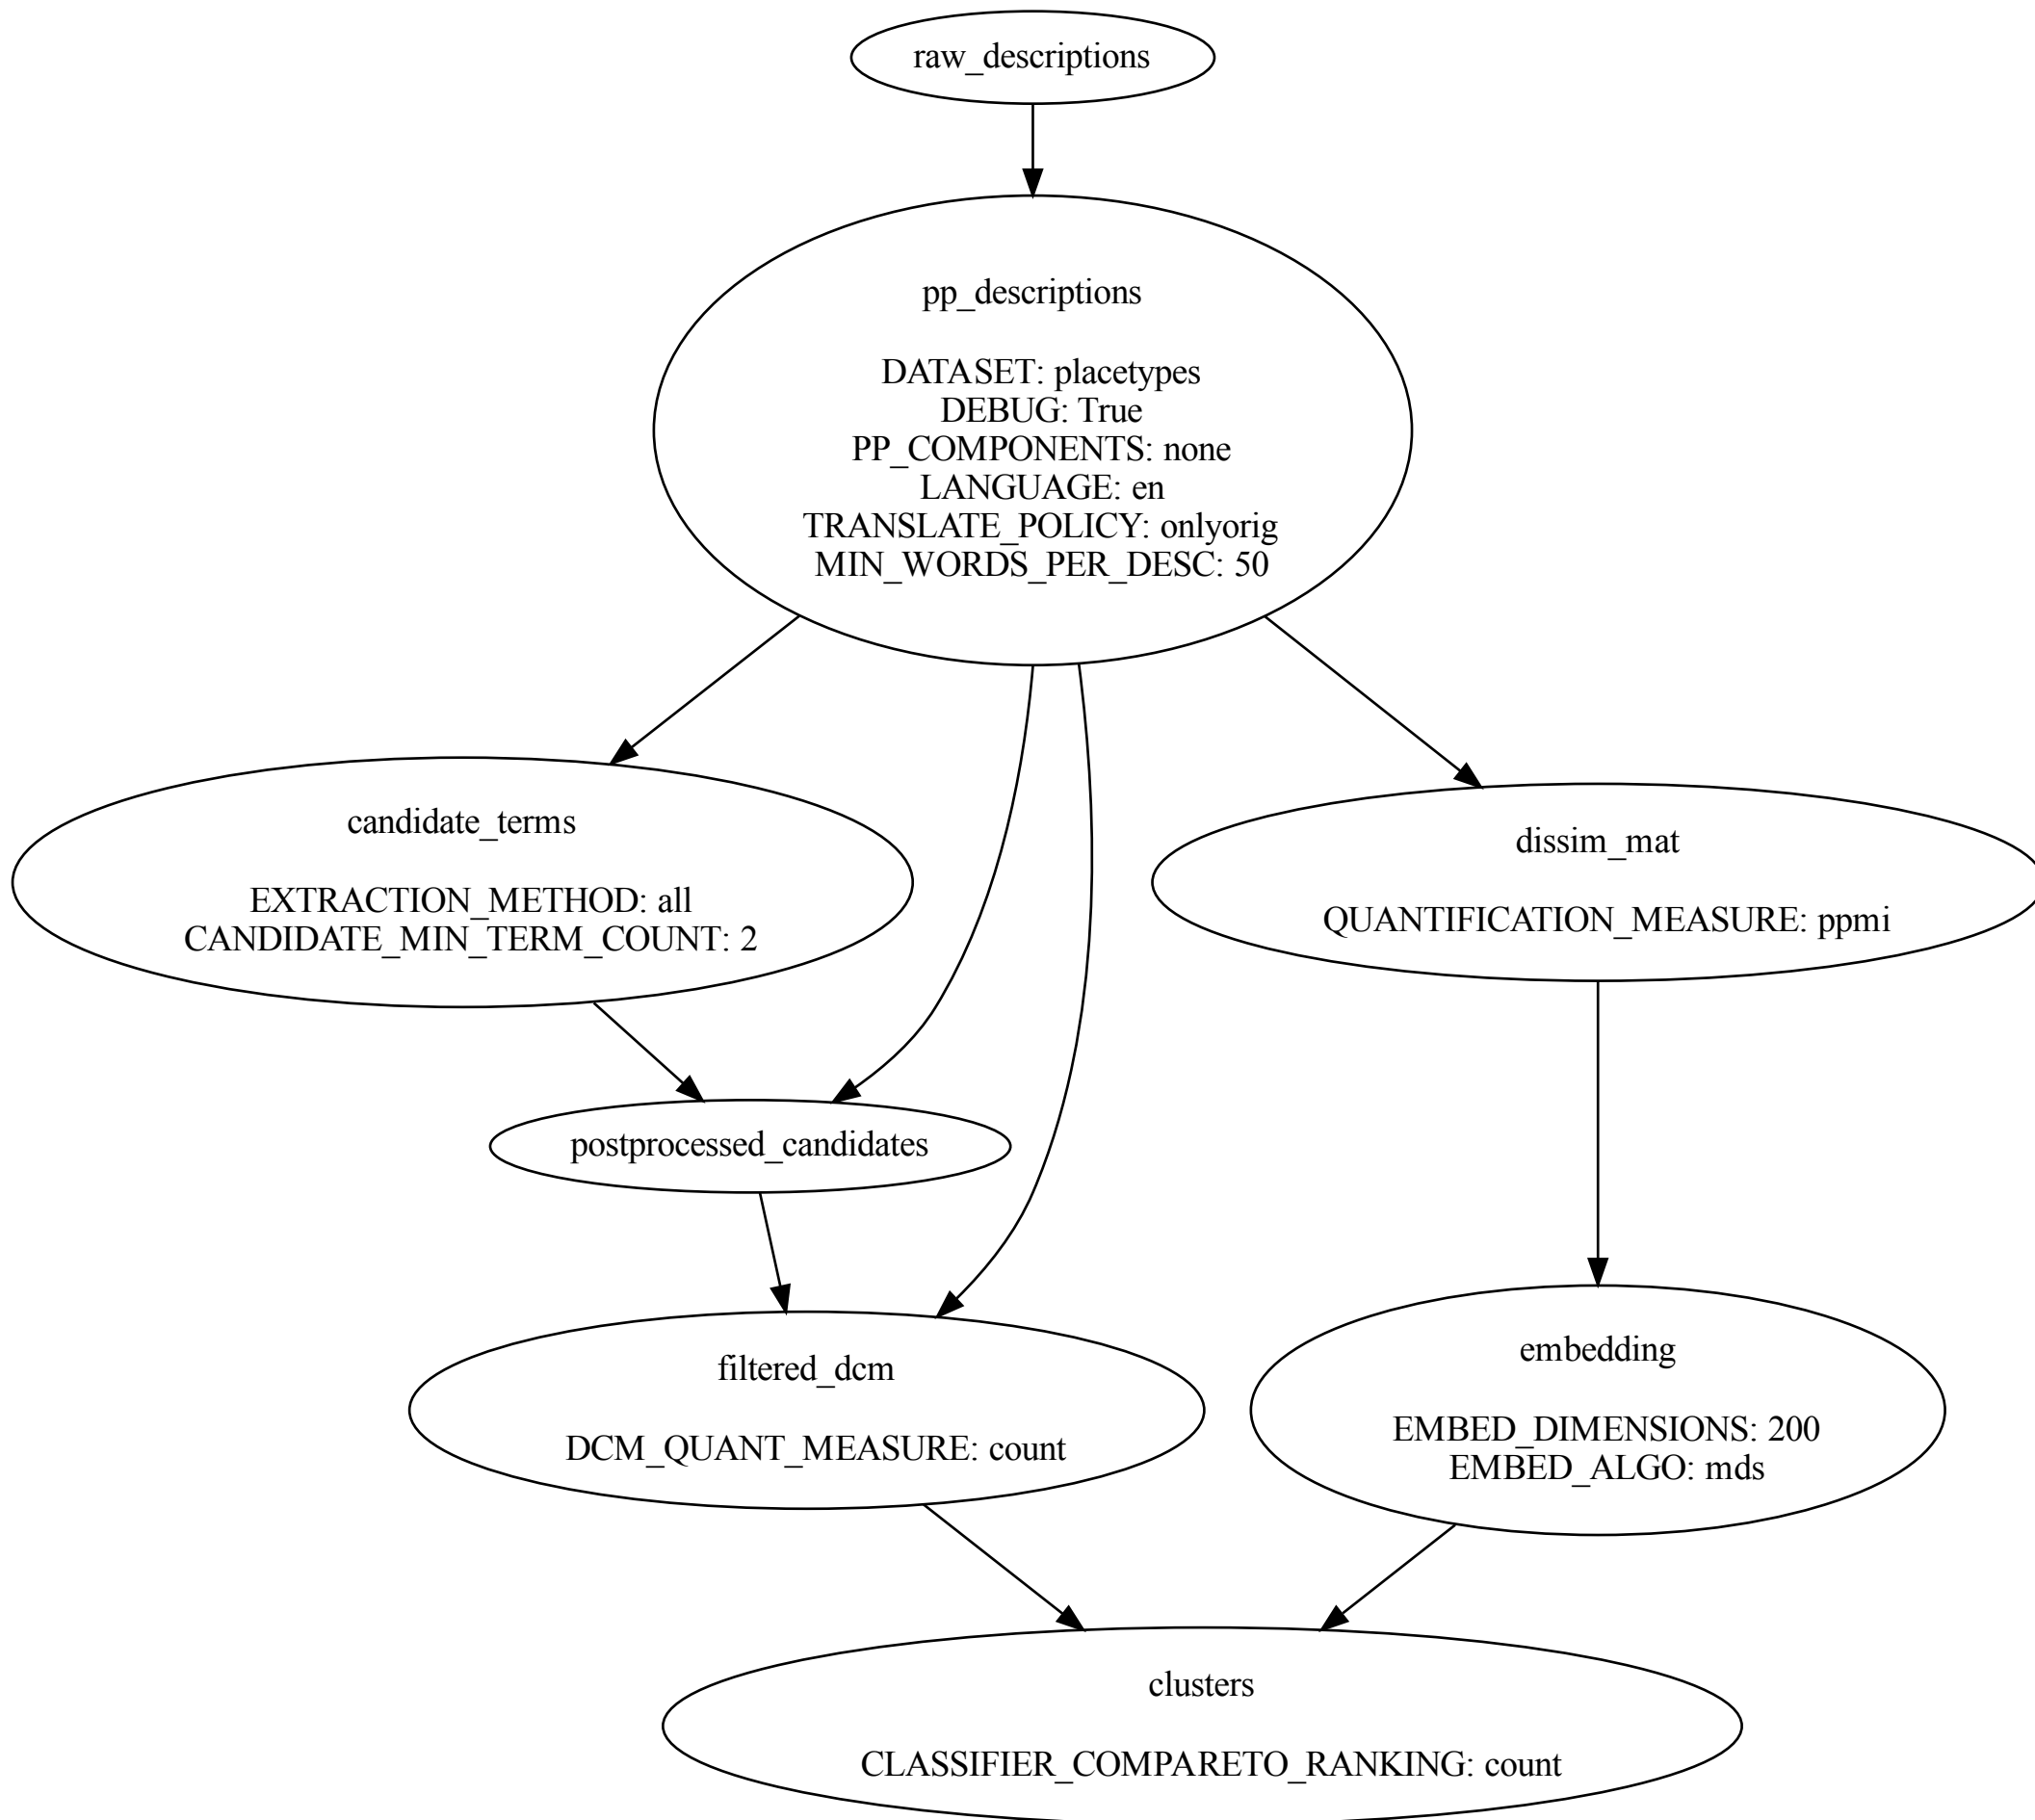 raw_descriptions
pp_descriptions
DATASET: placetypes
DEBUG: True
PP_COMPONENTS: none
LANGUAGE: en
TRANSLATE_POLICY: onlyorig
MIN_WORDS_PER_DESC: 50
candidate_terms
EXTRACTION_METHOD: all
CANDIDATE_MIN_TERM_COUNT: 2
dissim_mat
QUANTIFICATION_MEASURE: ppmi
postprocessed_candidates
filtered_dcm
DCM_QUANT_MEASURE: count
embedding
EMBED_DIMENSIONS: 200
EMBED_ALGO: mds
clusters
CLASSIFIER_COMPARETO_RANKING: count